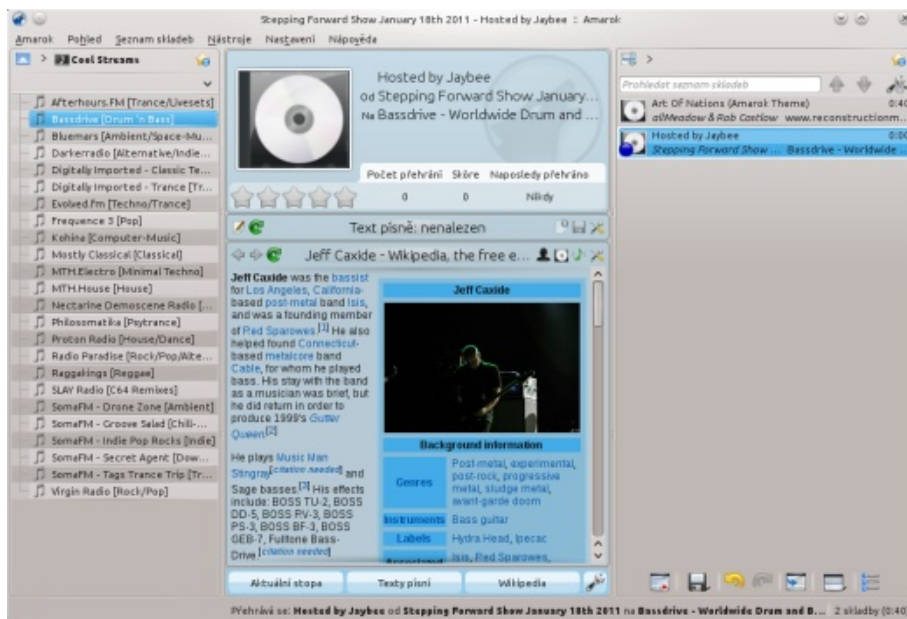 Stepping Forward Show January 18th 2011 - Hosted by Jaybee :: Amarok
Amarok Pohled Seznam skladeb Nástroje Nastavení Nápověda
Cool Streams
Afterhours.FM [Trance/Livesets]
Bassdrive [Drum 'n Bass]
Bluemars [Ambient/Space-Mu...
Darkerradio [Alternative/Indie...
Digitally Imported - Classic Te...
Digitally Imported - Trance [Tr...
Evolved.fm [Techno/Trance]
Frequence 3 [Pop]
Kohina [Computer-Music]
Mostly Classical [Classical]
MTH.Electro [Minimal Techno]
MTH.House [House]
Nectarine Demoscene Radio [...
Philosomatika [Psytrance]
Proton Radio [House/Dance]
Radio Paradise [Rock/Pop/Alte...
Raggakings [Reggae]
SLAY Radio [C64 Remixes]
SomaFM - Drone Zone [Ambient]
SomaFM - Groove Salad [Chill-...
SomaFM - Indie Pop Rocks [Indie]
SomaFM - Secret Agent [Dow...
SomaFM - Tags Trance Trip [Tr...
Virgin Radio [Rock/Pop]
Hosted by Jaybee
Od Stepping Forward Show January...
Na Bassdrive - Worldwide Drum and ...
Počet přehrání Skóre Naposledy přehráno
0 0 Nikdy
Text písně: nenalezen
Jeff Caxide - Wikipedia, the free e...
Jeff Caxide was the bassist
for Los Angeles, California-
based post-metal band Isis,
and was a founding member
of Red Sparowes.[1] He also
helped found Connecticut-
based metalcore band
Cable, for whom he played
bass. His stay with the band
as a musician was brief, but
he did return in order to
produce 1999's Gutter
Queen.[2]
He plays Music Man
Stingray[citation needed] and
Sage basses.[3] His effects
include: BOSS TU-2, BOSS
DD-5, BOSS RV-3, BOSS
PS-3, BOSS BF-3, BOSS
GEB-7, Fulltone Bass-
Drive [citation needed]
Jeff Caxide
Background information
Genres Post-metal, experimental,
post-rock, progressive
metal, sludge metal,
avant-garde doom
Instruments Bass guitar
Labels Hydra Head, Ipecac
Associated Isis, Red Sparowes,
Aktuální stopa Texty písní Wikipedia
Prohledat seznam skladeb
Art Of Nations (Amarok Theme) 0:40
Meadow & Rob Costlow www.reconstructionm...
Hosted by Jaybee 0:00
Stepping Forward Show ... Bassdrive - Worldwide ...
Přehrává se: Hosted by Jaybee od Stepping Forward Show January 18th 2011 na Bassdrive - Worldwide Drum and B... 2 skladby (0:40)